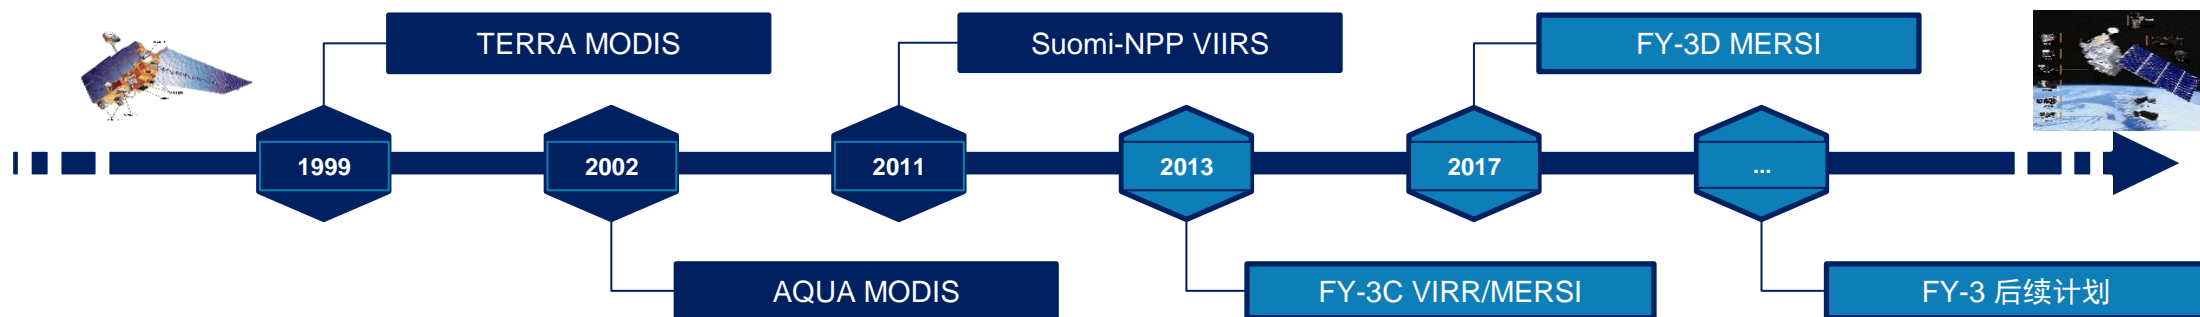 TERRA MODIS
Suomi-NPP VIIRS
FY-3D MERSI
1999
2002
2011
2013
2017
...
AQUA MODIS
FY-3C VIRR/MERSI
FY-3 后续计划